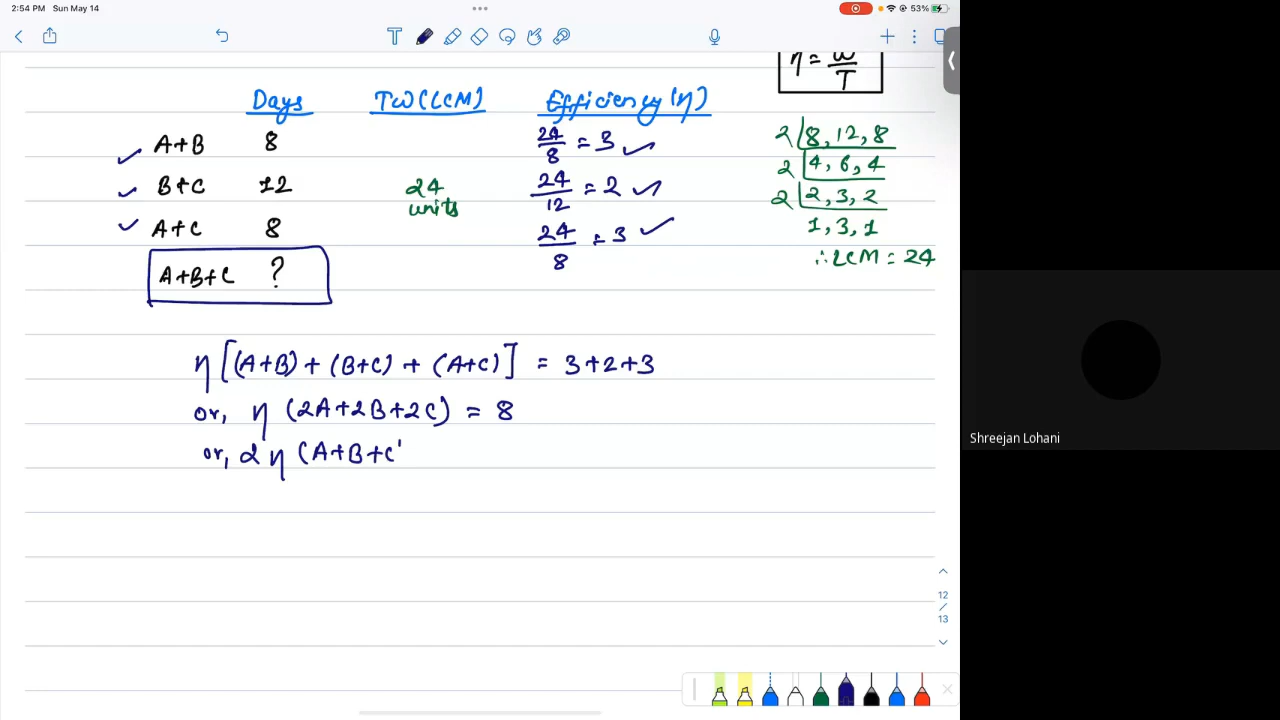 2:54 PM Sun May 14
53%
η = W/T
Days TW(LCM) Efficiency(η)
A+B 8 24/8 = 3
B+C 12 24 units 24/12 = 2
A+C 8 24/8 = 3
A+B+C ?
2 | 8, 12, 8
2 | 4, 6, 4
2 | 2, 3, 2
1, 3, 1
∴ LCM = 24
η [(A+B) + (B+C) + (A+C)] = 3+2+3
or, η (2A+2B+2C) = 8
or, 2 η (A+B+C'
12
/
13
Shreejan Lohani